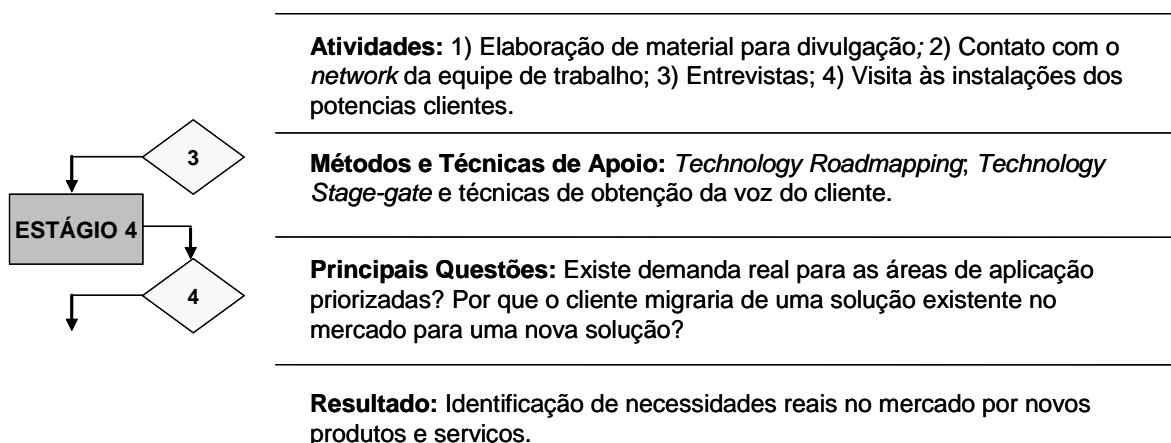 Atividades: 1) Elaboração de material para divulgação; 2) Contato com o
network da equipe de trabalho; 3) Entrevistas; 4) Visita às instalações dos
potencias clientes.
3
Métodos e Técnicas de Apoio: Technology Roadmapping; Technology
Stage-gate e técnicas de obtenção da voz do cliente.
ESTÁGIO 4
4
Principais Questões: Existe demanda real para as áreas de aplicação
priorizadas? Por que o cliente migraria de uma solução existente no
mercado para uma nova solução?
Resultado: Identificação de necessidades reais no mercado por novos
produtos e serviços.